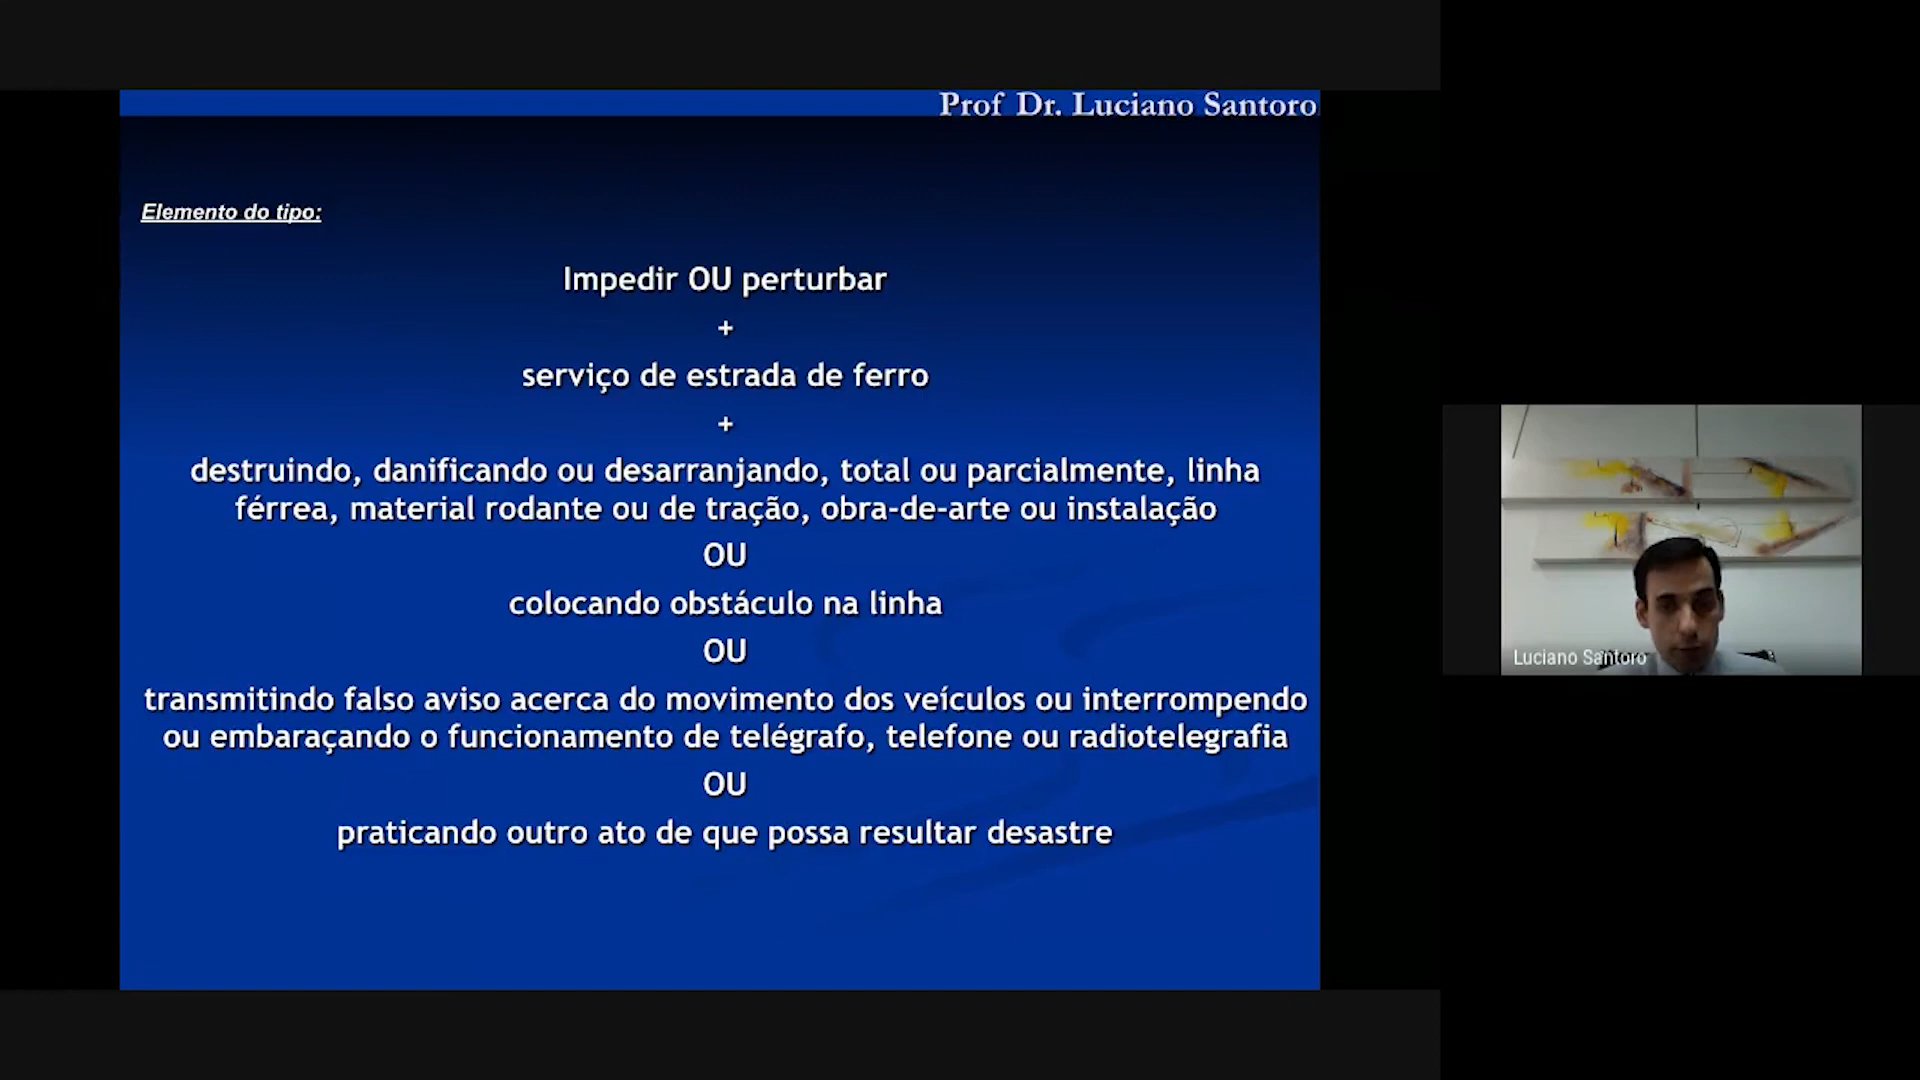 Prof Dr. Luciano Santoro
Elemento do tipo:
Impedir OU perturbar
+
serviço de estrada de ferro
+
destruindo, danificando ou desarranjando, total ou parcialmente, linha
férrea, material rodante ou de tração, obra-de-arte ou instalação
OU
colocando obstáculo na linha
OU
transmitindo falso aviso acerca do movimento dos veículos ou interrompendo
ou embaraçando o funcionamento de telégrafo, telefone ou radiotelegrafia
OU
praticando outro ato de que possa resultar desastre
Luciano Santoro